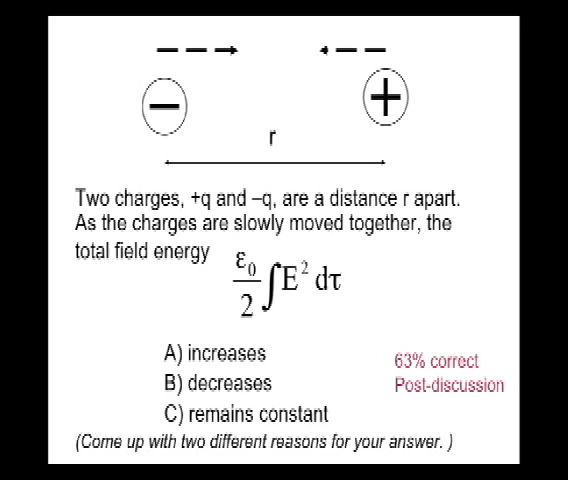 − +
r
Two charges, +q and –q, are a distance r apart.
As the charges are slowly moved together, the
total field energy ε₀/2 ∫E² dτ
A) increases
B) decreases
C) remains constant
63% correct
Post-discussion
(Come up with two different reasons for your answer. )